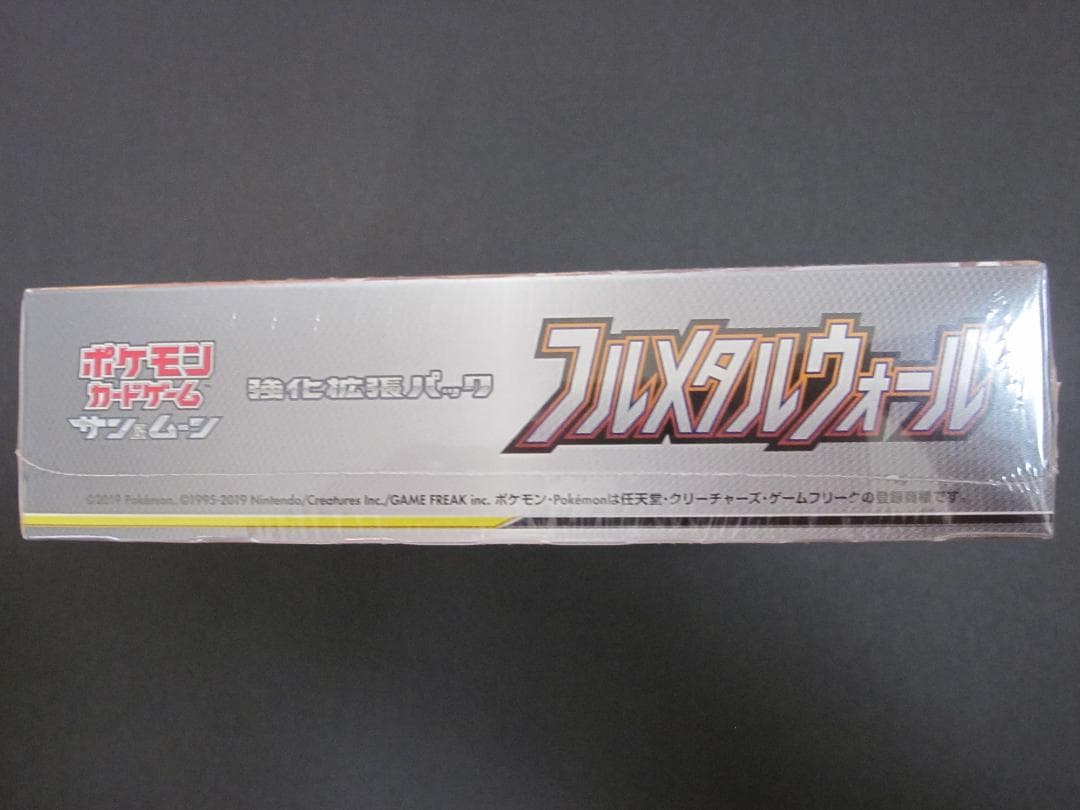 ポケモン
カードゲーム™
サン&ムーン
強化拡張パック
フルメタルウォール
©2019 Pokémon. ©1995-2019 Nintendo/Creatures Inc./GAME FREAK inc. ポケモン・Pokémonは任天堂・クリーチャーズ・ゲームフリークの登録商標です。